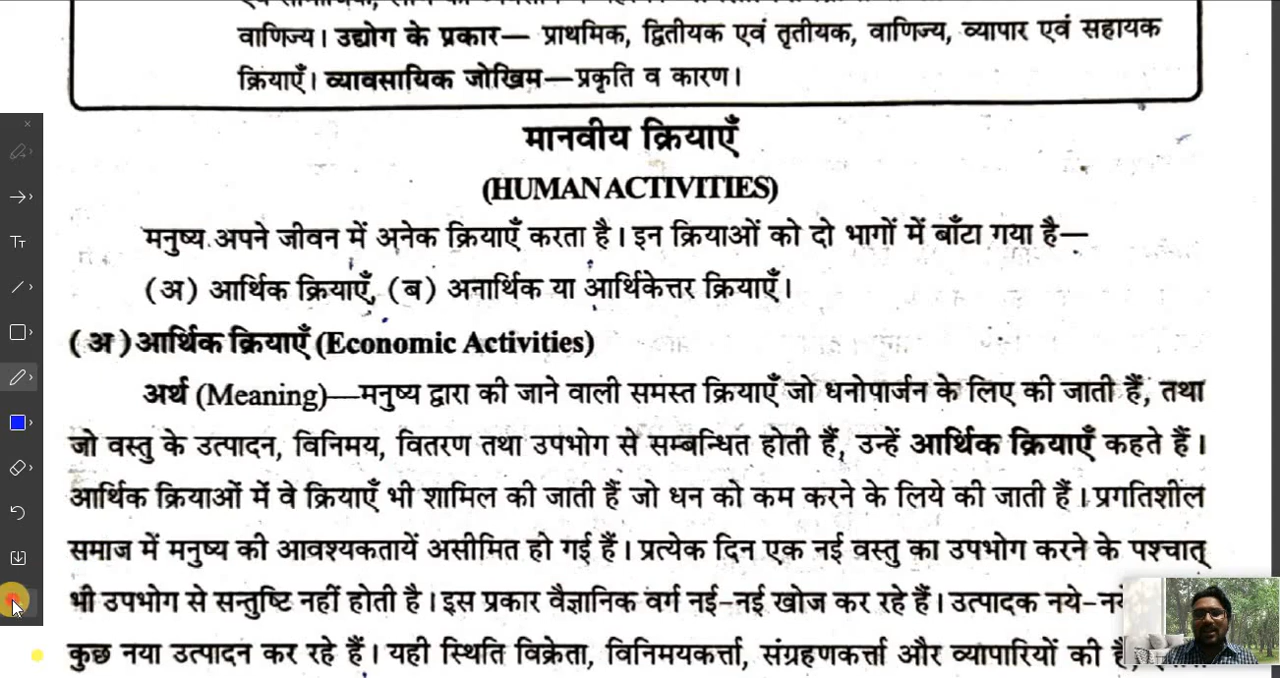 वाणिज्य। उद्योग के प्रकार— प्राथमिक, द्वितीयक एवं तृतीयक, वाणिज्य, व्यापार एवं सहायक
क्रियाएँ। व्यावसायिक जोखिम—प्रकृति व कारण।
मानवीय क्रियाएँ
(HUMAN ACTIVITIES)
मनुष्य अपने जीवन में अनेक क्रियाएँ करता है। इन क्रियाओं को दो भागों में बाँटा गया है—
(अ) आर्थिक क्रियाएँ, (ब) अनार्थिक या आर्थिकेत्तर क्रियाएँ।
(अ) आर्थिक क्रियाएँ (Economic Activities)
अर्थ (Meaning)—मनुष्य द्वारा की जाने वाली समस्त क्रियाएँ जो धनोपार्जन के लिए की जाती हैं, तथा
जो वस्तु के उत्पादन, विनिमय, वितरण तथा उपभोग से सम्बन्धित होती हैं, उन्हें आर्थिक क्रियाएँ कहते हैं।
आर्थिक क्रियाओं में वे क्रियाएँ भी शामिल की जाती हैं जो धन को कम करने के लिये की जाती हैं। प्रगतिशील
समाज में मनुष्य की आवश्यकतायें असीमित हो गई हैं। प्रत्येक दिन एक नई वस्तु का उपभोग करने के पश्चात्
भी उपभोग से सन्तुष्टि नहीं होती है। इस प्रकार वैज्ञानिक वर्ग नई-नई खोज कर रहे हैं। उत्पादक नये-
कुछ नया उत्पादन कर रहे हैं। यही स्थिति विक्रेता, विनिमयकर्त्ता, संग्रहणकर्त्ता और व्यापारियों की